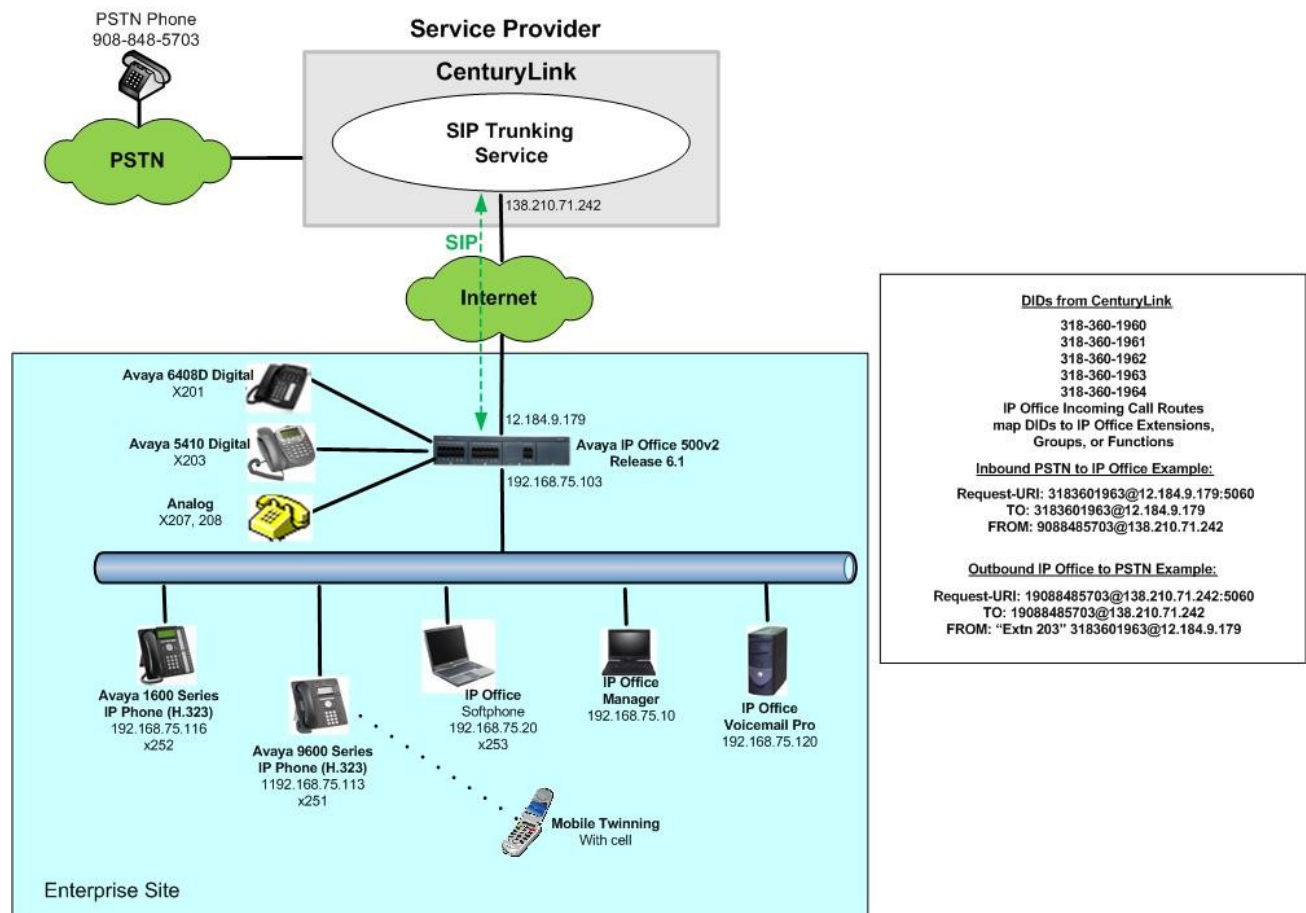 PSTN Phone
908-848-5703
PSTN
Service Provider
CenturyLink
SIP Trunking
Service
138.210.71.242
SIP
Internet
Avaya 6408D Digital
X201
Avaya 5410 Digital
X203
Analog
X207, 208
12.184.9.179
Avaya IP Office 500v2
Release 6.1
192.168.75.103
Avaya 1600 Series
IP Phone (H.323)
192.168.75.116
x252
Avaya 9600 Series
IP Phone (H.323)
1192.168.75.113
x251
IP Office
Softphone
192.168.75.20
x253
IP Office
Manager
192.168.75.10
IP Office
Voicemail Pro
192.168.75.120
Mobile Twinning
With cell
Enterprise Site
DIDs from CenturyLink
318-360-1960
318-360-1961
318-360-1962
318-360-1963
318-360-1964
IP Office Incoming Call Routes
map DIDs to IP Office Extensions,
Groups, or Functions
Inbound PSTN to IP Office Example:
Request-URI: 3183601963@12.184.9.179:5060
TO: 3183601963@12.184.9.179
FROM: 9088485703@138.210.71.242
Outbound IP Office to PSTN Example:
Request-URI: 19088485703@138.210.71.242:5060
TO: 19088485703@138.210.71.242
FROM: “Extn 203” 3183601963@12.184.9.179